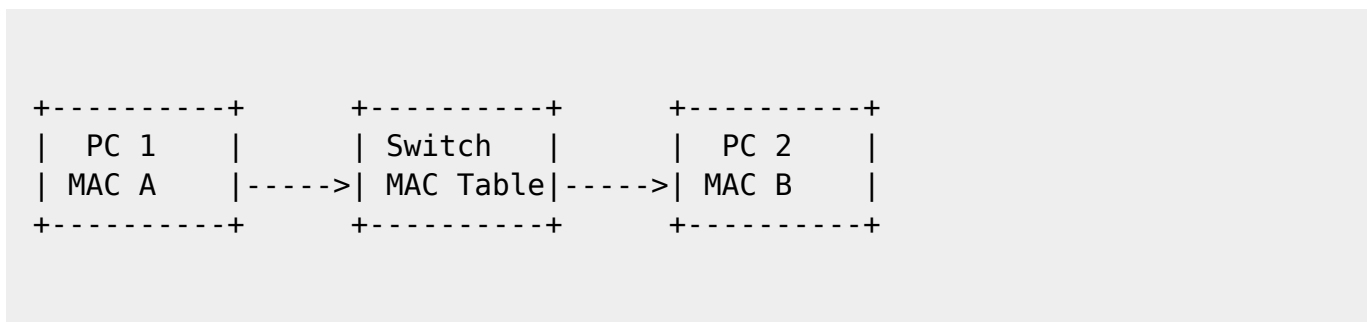 +----------+      +----------+      +----------+
|  PC 1    |      | Switch   |      |  PC 2    |
| MAC A    |----->| MAC Table|----->| MAC B    |
+----------+      +----------+      +----------+